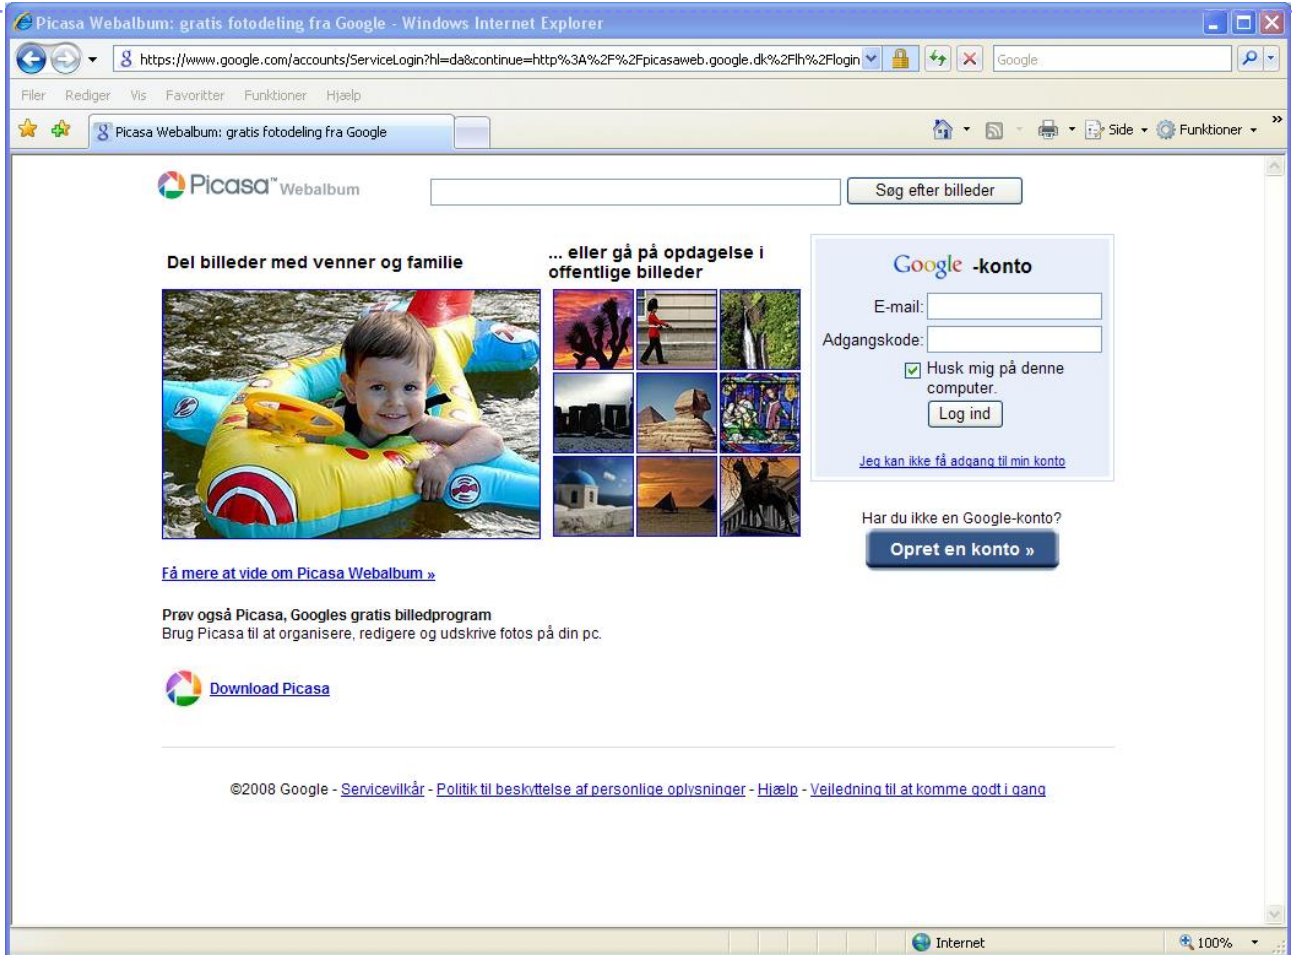 Picasa Webalbum: gratis fotodeling fra Google - Windows Internet Explorer
https://www.google.com/accounts/ServiceLogin?hl=da&continue=http%3A%2F%2Fpicasaweb.google.dk%2Flh%2Flogin
Google
Filer Rediger Vis Favoritter Funktioner Hjælp
Picasa Webalbum: gratis fotodeling fra Google
Side
Funktioner
Picasa™ Webalbum
Søg efter billeder
Del billeder med venner og familie
... eller gå på opdagelse i
offentlige billeder
Google -konto
E-mail:
Adgangskode:
Husk mig på denne
computer.
Log ind
Jeg kan ikke få adgang til min konto
Har du ikke en Google-konto?
Opret en konto »
Få mere at vide om Picasa Webalbum »
Prøv også Picasa, Googles gratis billedprogram
Brug Picasa til at organisere, redigere og udskrive fotos på din pc.
Download Picasa
©2008 Google - Servicevilkår - Politik til beskyttelse af personlige oplysninger - Hjælp - Vejledning til at komme godt i gang
Internet
100%